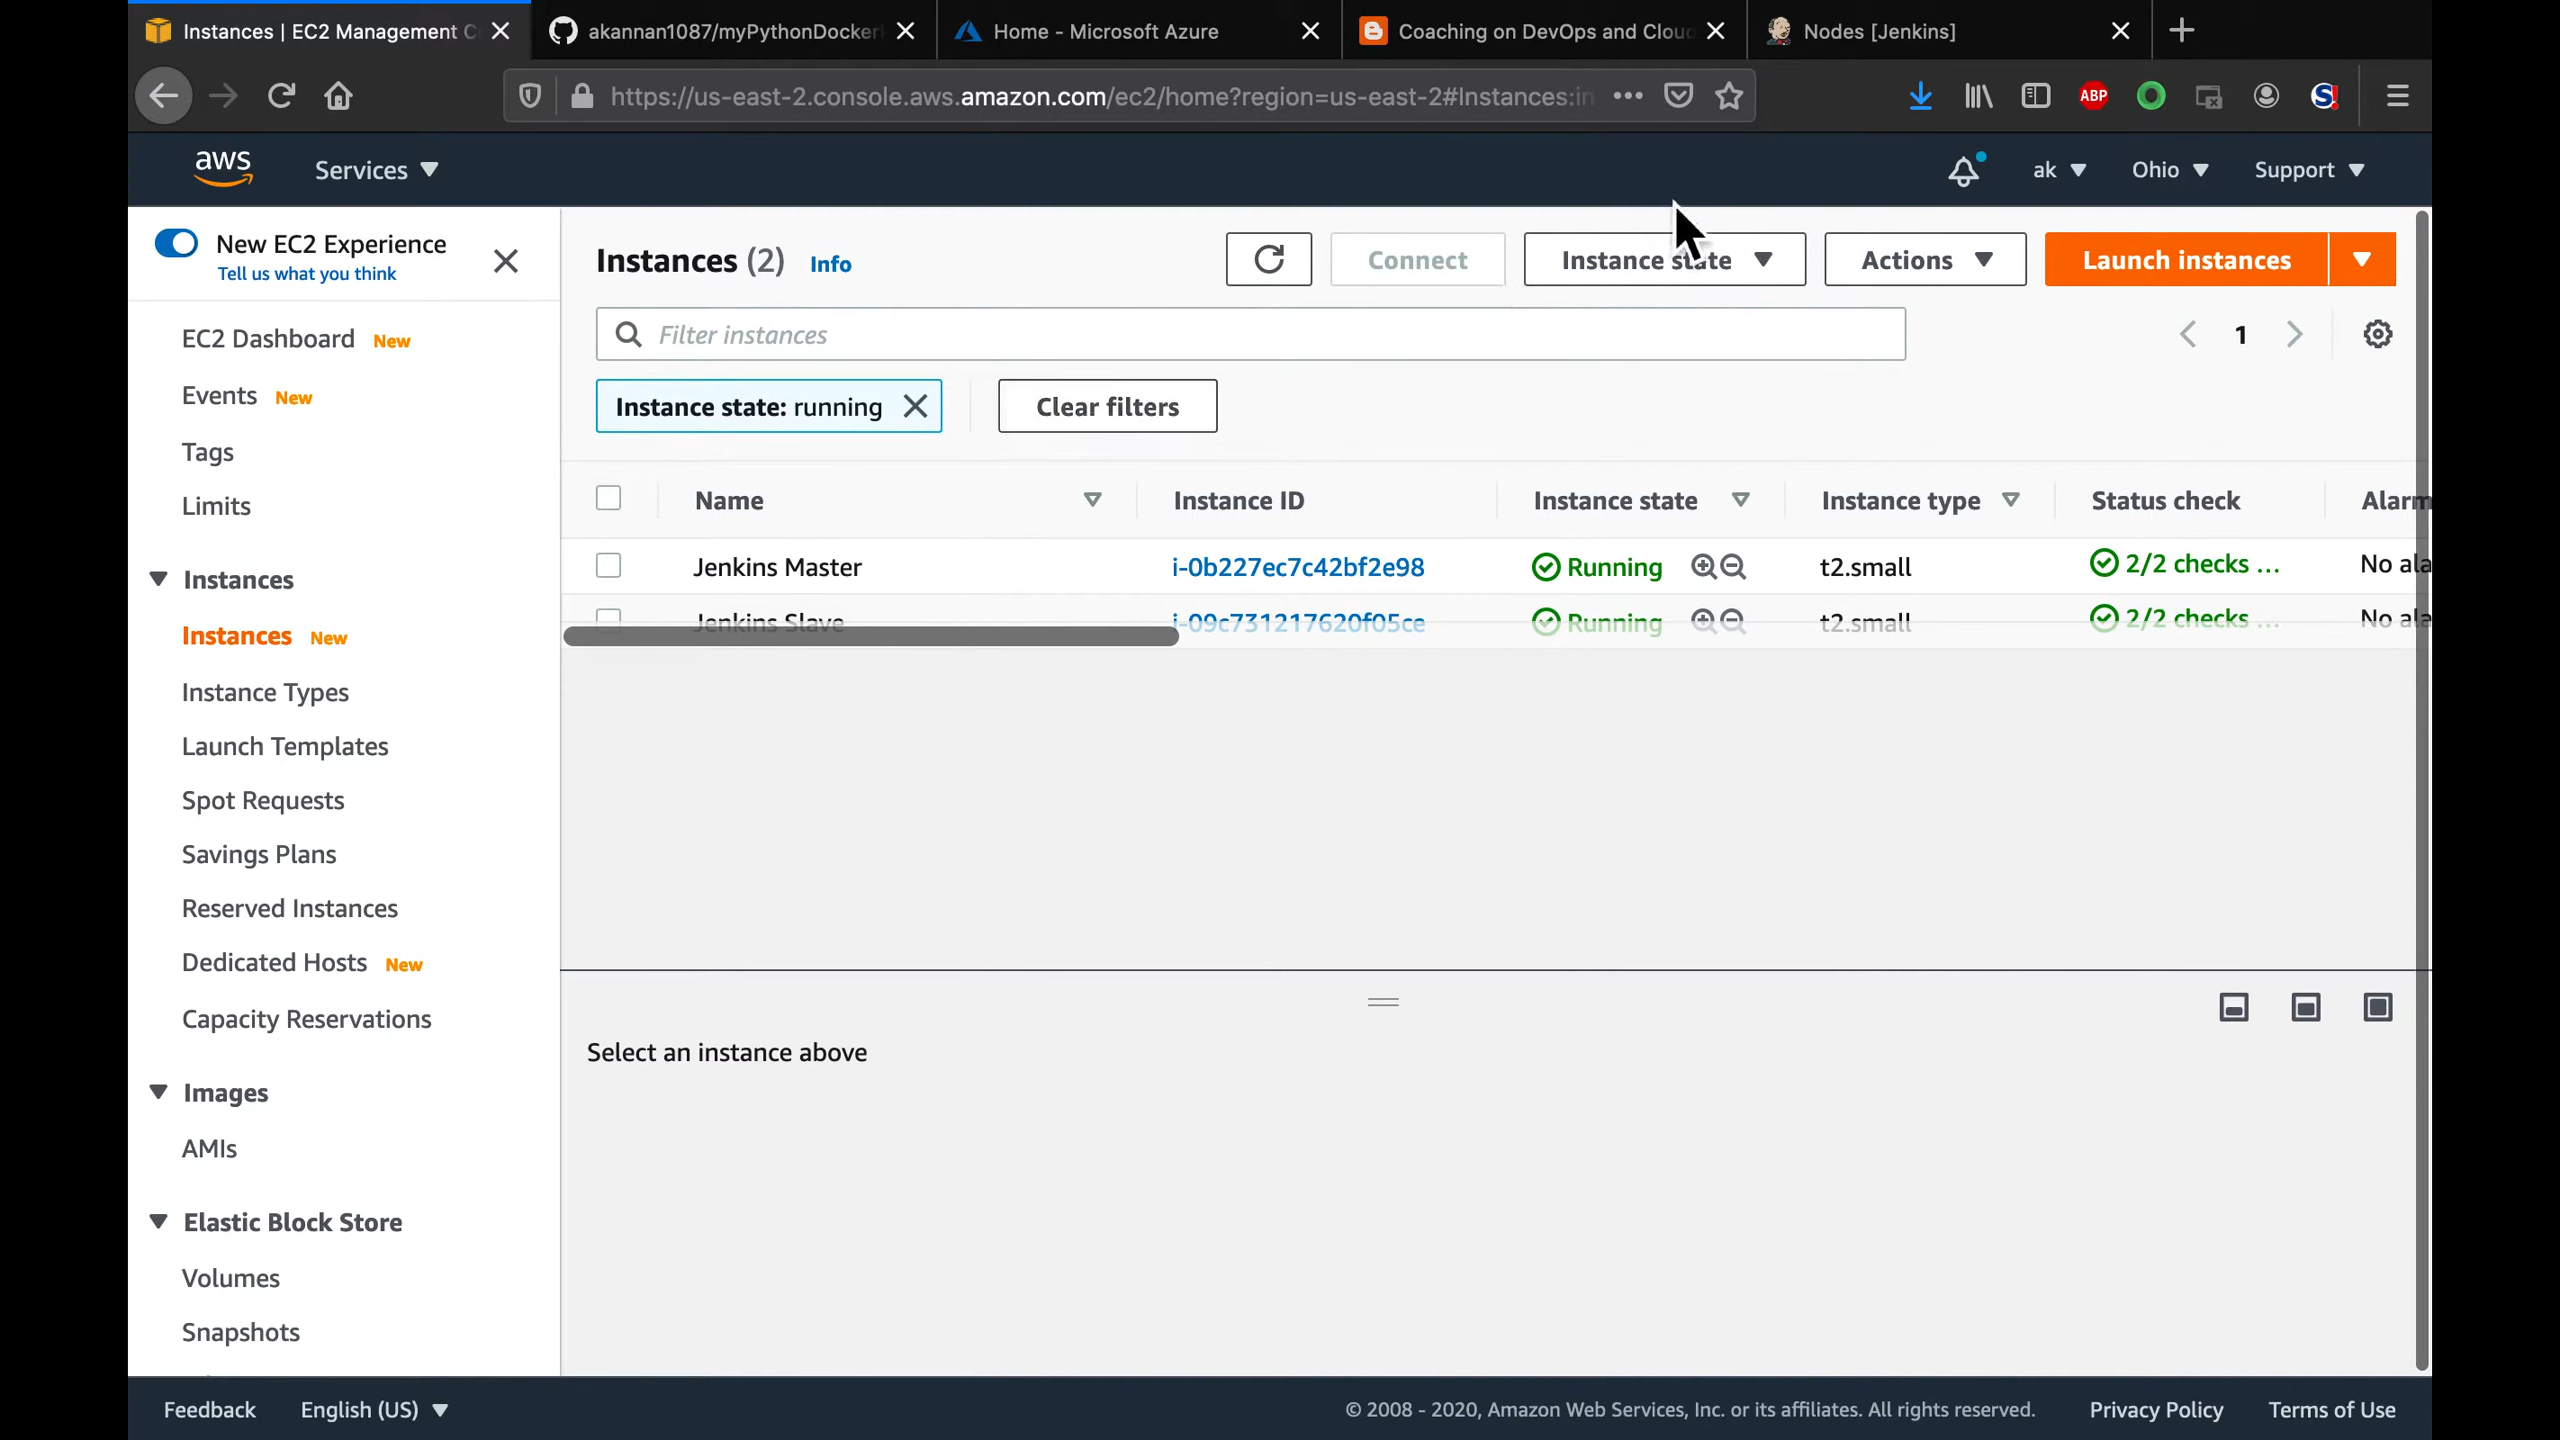 Instances | EC2 Management C
akannan1087/myPythonDocker
Home - Microsoft Azure
Coaching on DevOps and Clou
Nodes [Jenkins]
https://us-east-2.console.aws.amazon.com/ec2/home?region=us-east-2#Instances:in
ABP
S!
aws
Services
ak
Ohio
Support
New EC2 Experience
Tell us what you think
EC2 Dashboard New
Events New
Tags
Limits
Instances
Instances New
Instance Types
Launch Templates
Spot Requests
Savings Plans
Reserved Instances
Dedicated Hosts New
Capacity Reservations
Images
AMIs
Elastic Block Store
Volumes
Snapshots
Instances (2) Info
Connect
Instance state
Actions
Launch instances
Filter instances
1
Instance state: running
Clear filters
Name Instance ID Instance state Instance type Status check Alarm
Jenkins Master i-0b227ec7c42bf2e98 Running t2.small 2/2 checks ... No ala
Jenkins Slave i-09c731217620f05ce Running t2.small 2/2 checks ... No ala
Select an instance above
Feedback English (US) © 2008 - 2020, Amazon Web Services, Inc. or its affiliates. All rights reserved. Privacy Policy Terms of Use